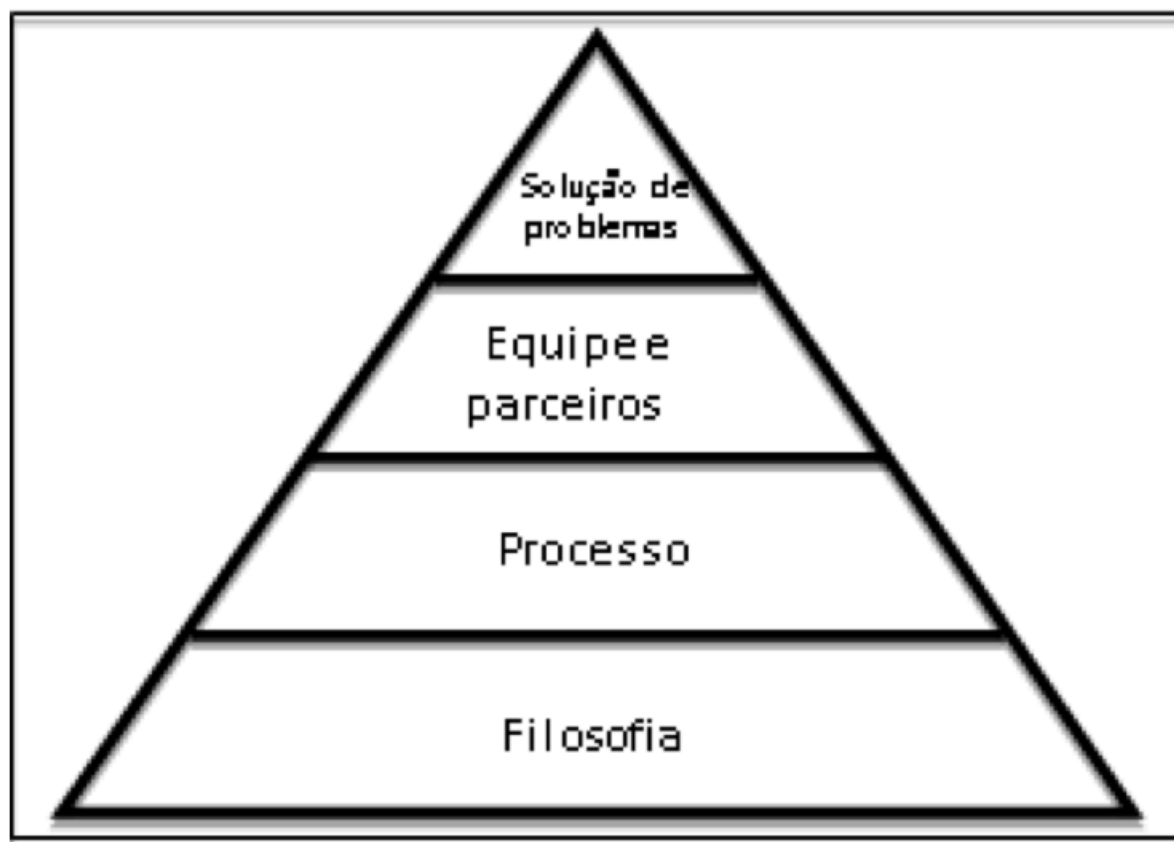 Solução de
problemas
Equipe e
parceiros
Processo
Filosofia